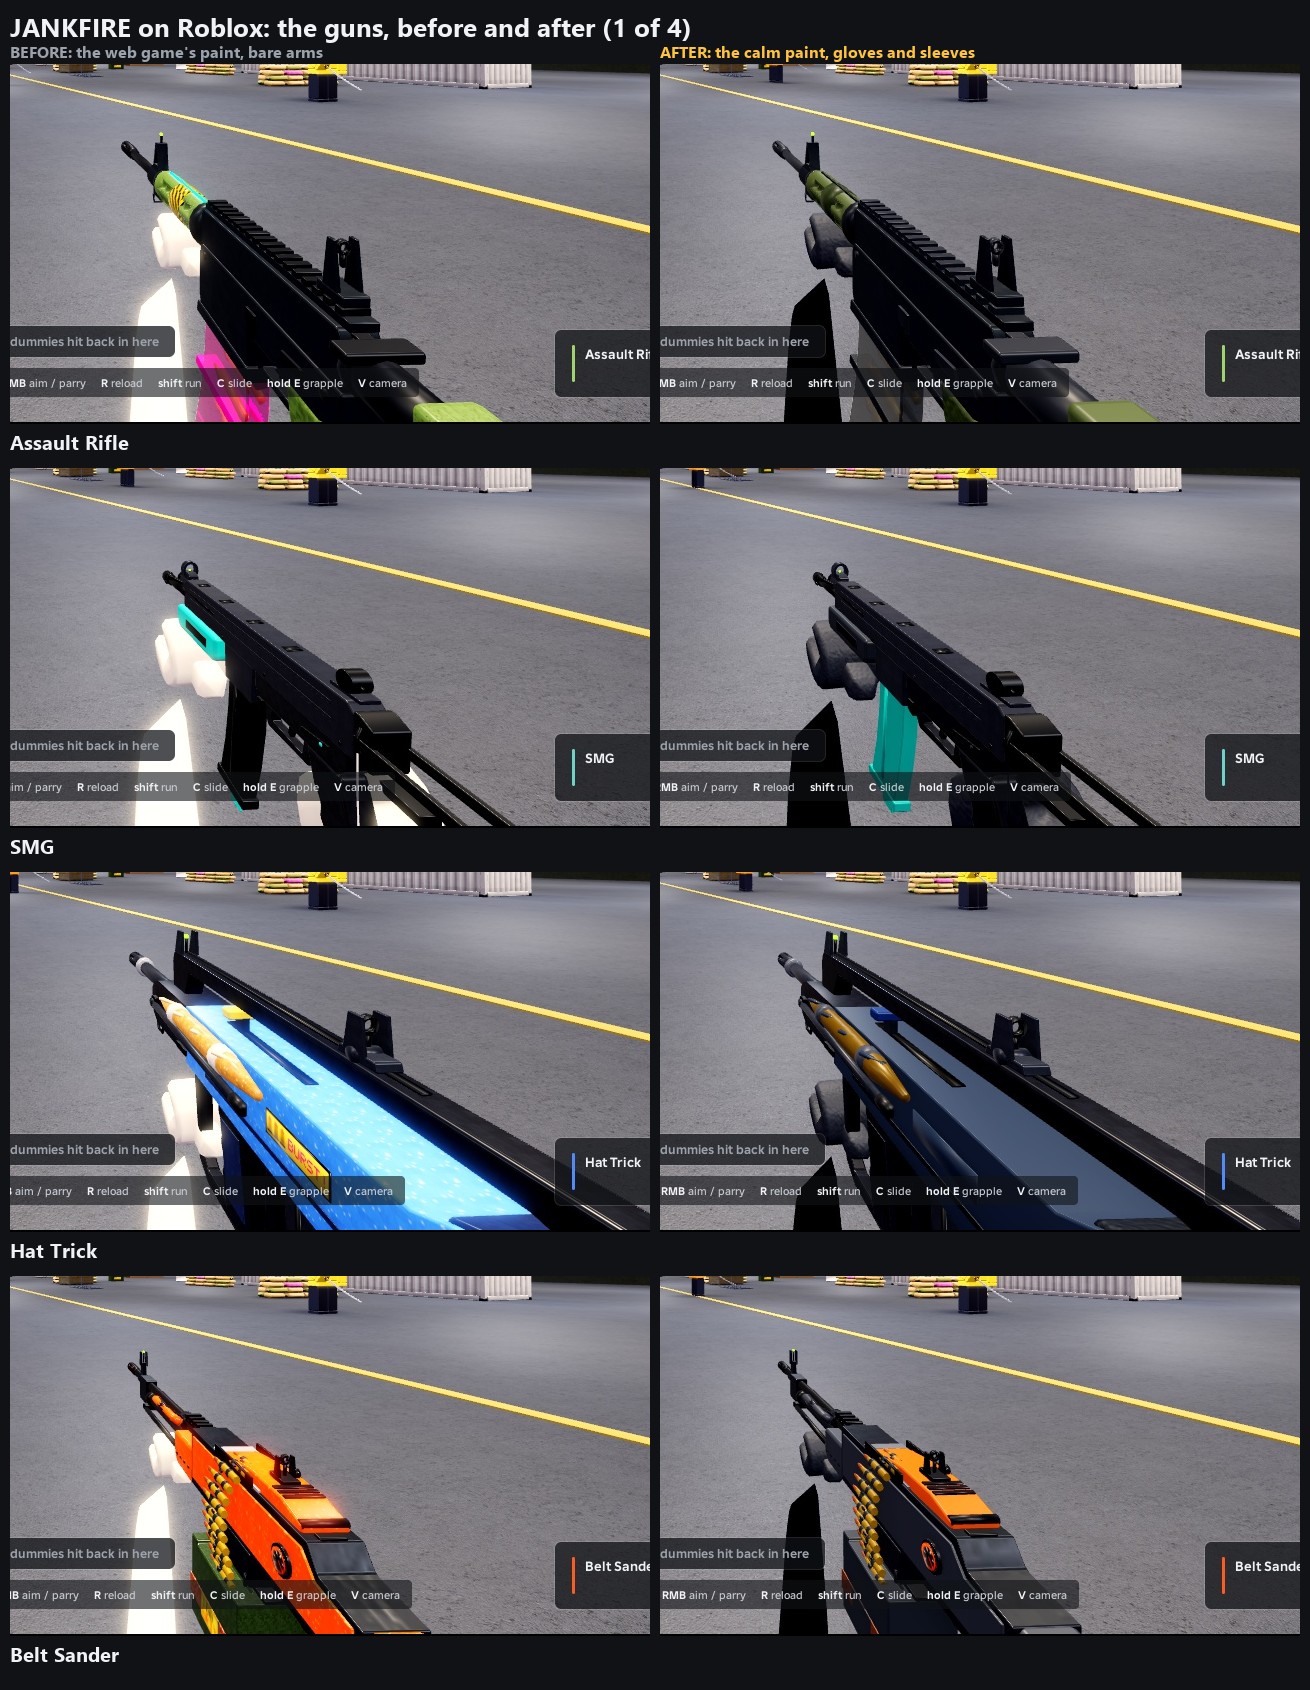 JANKFIRE on Roblox: the guns, before and after (1 of 4)
BEFORE: the web game's paint, bare arms
AFTER: the calm paint, gloves and sleeves
dummies hit back in here
MB aim / parry R reload shift run C slide hold E grapple V camera
Assault Rif
dummies hit back in here
MB aim / parry R reload shift run C slide hold E grapple V camera
Assault Rif
Assault Rifle
dummies hit back in here
im / parry R reload shift run C slide hold E grapple V camera
SMG
dummies hit back in here
RMB aim / parry R reload shift run C slide hold E grapple V camera
SMG
SMG
BURST
dummies hit back in here
aim / parry R reload shift run C slide hold E grapple V camera
Hat Trick
dummies hit back in here
RMB aim / parry R reload shift run C slide hold E grapple V camera
Hat Trick
Hat Trick
dummies hit back in here
MB aim / parry R reload shift run C slide hold E grapple V camera
Belt Sande
dummies hit back in here
RMB aim / parry R reload shift run C slide hold E grapple V camera
Belt Sande
Belt Sander